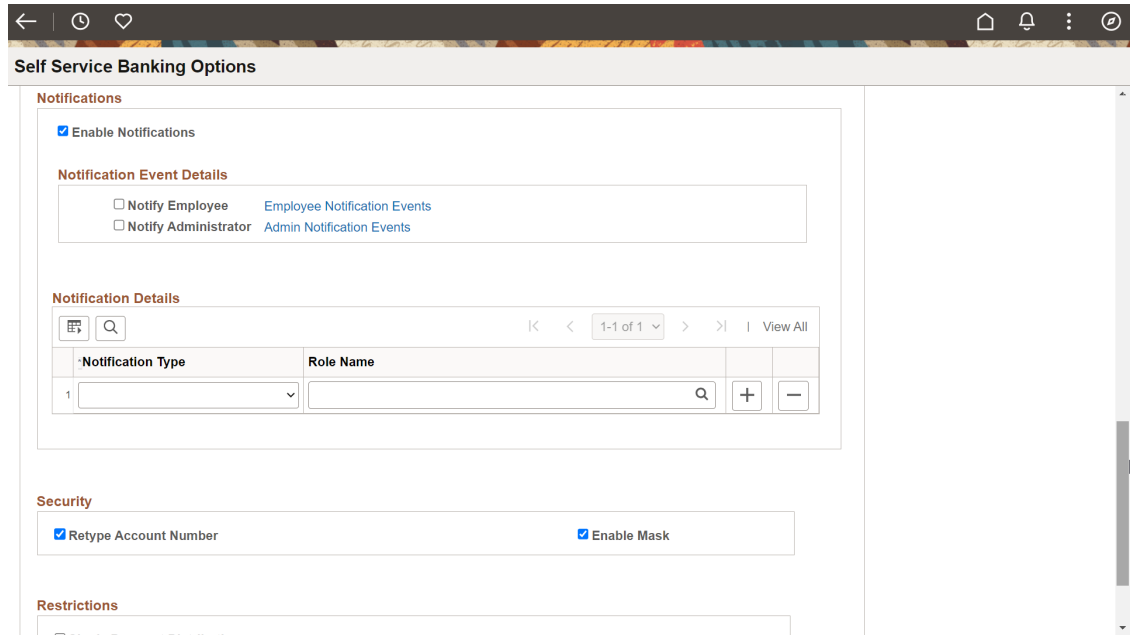 Self Service Banking Options
Notifications
Enable Notifications
Notification Event Details
Notify Employee Employee Notification Events
Notify Administrator Admin Notification Events
Notification Details
1-1 of 1 | View All
*Notification Type Role Name
1
Security
Retype Account Number Enable Mask
Restrictions